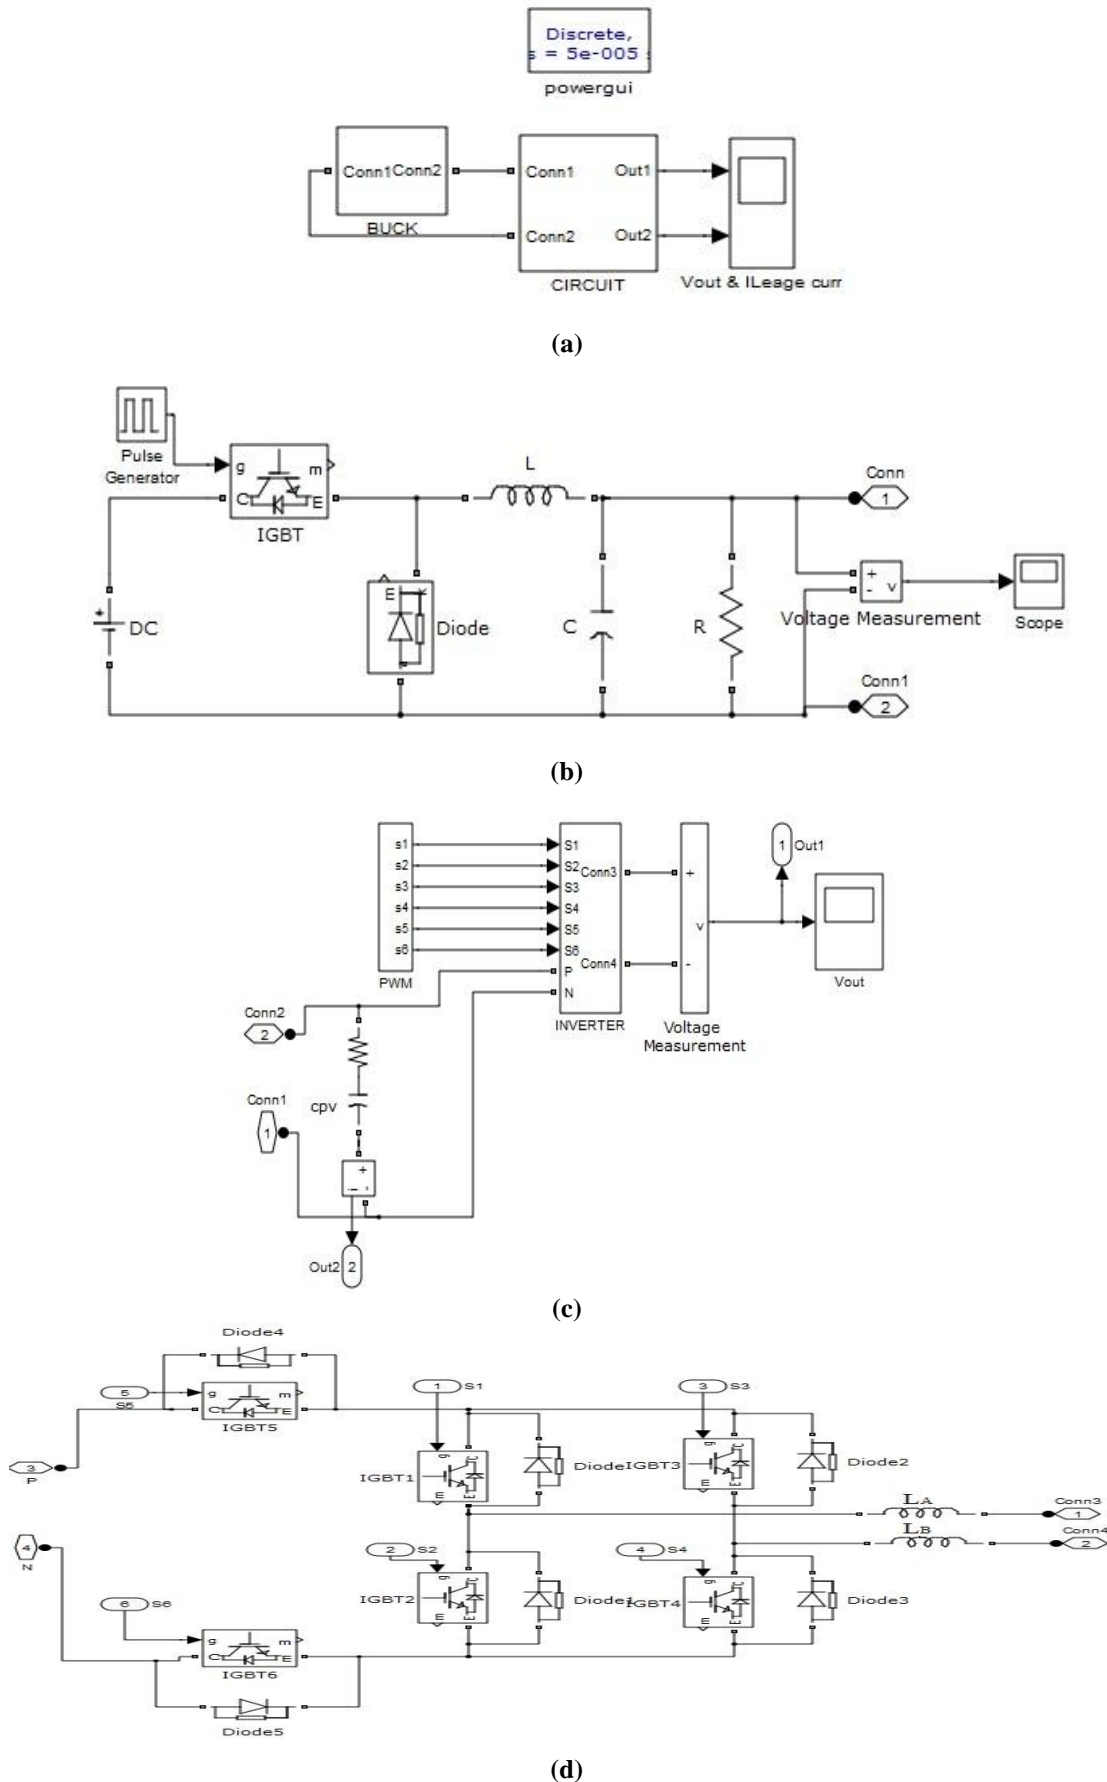 Discrete,
s = 5e-005 s
powergui
Conn1 Conn2
BUCK
Conn1 Out1
Conn2 Out2
CIRCUIT
Vout & ILeage curr
(a)
Pulse
Generator
g m
C E
IGBT
L
Conn
1
DC
E
Diode
C
R
+
- v
Voltage Measurement
Scope
Conn1
2
(b)
s1 S1
s2 S2
s3 S3
s4 S4
s5 S5
s6 S6
PWM
P
N
Conn3
Conn4
INVERTER
+
v
-
Voltage
Measurement
1 Out1
Vout
Conn2
2
cpv
Conn1
1
+
i -
Out2 2
(c)
Diode4
5
S5
g m
C E
IGBT5
1 S1
3 S3
3
P
IGBT1
g C
E E
Diode
IGBT3
g C
E E
Diode2
LA
Conn3
1
LB
Conn4
2
4
N
2 S2
4 S4
IGBT2
g C
E E
Diode1
IGBT4
g C
E E
Diode3
6 S6
g m
C E
IGBT6
Diode5
(d)